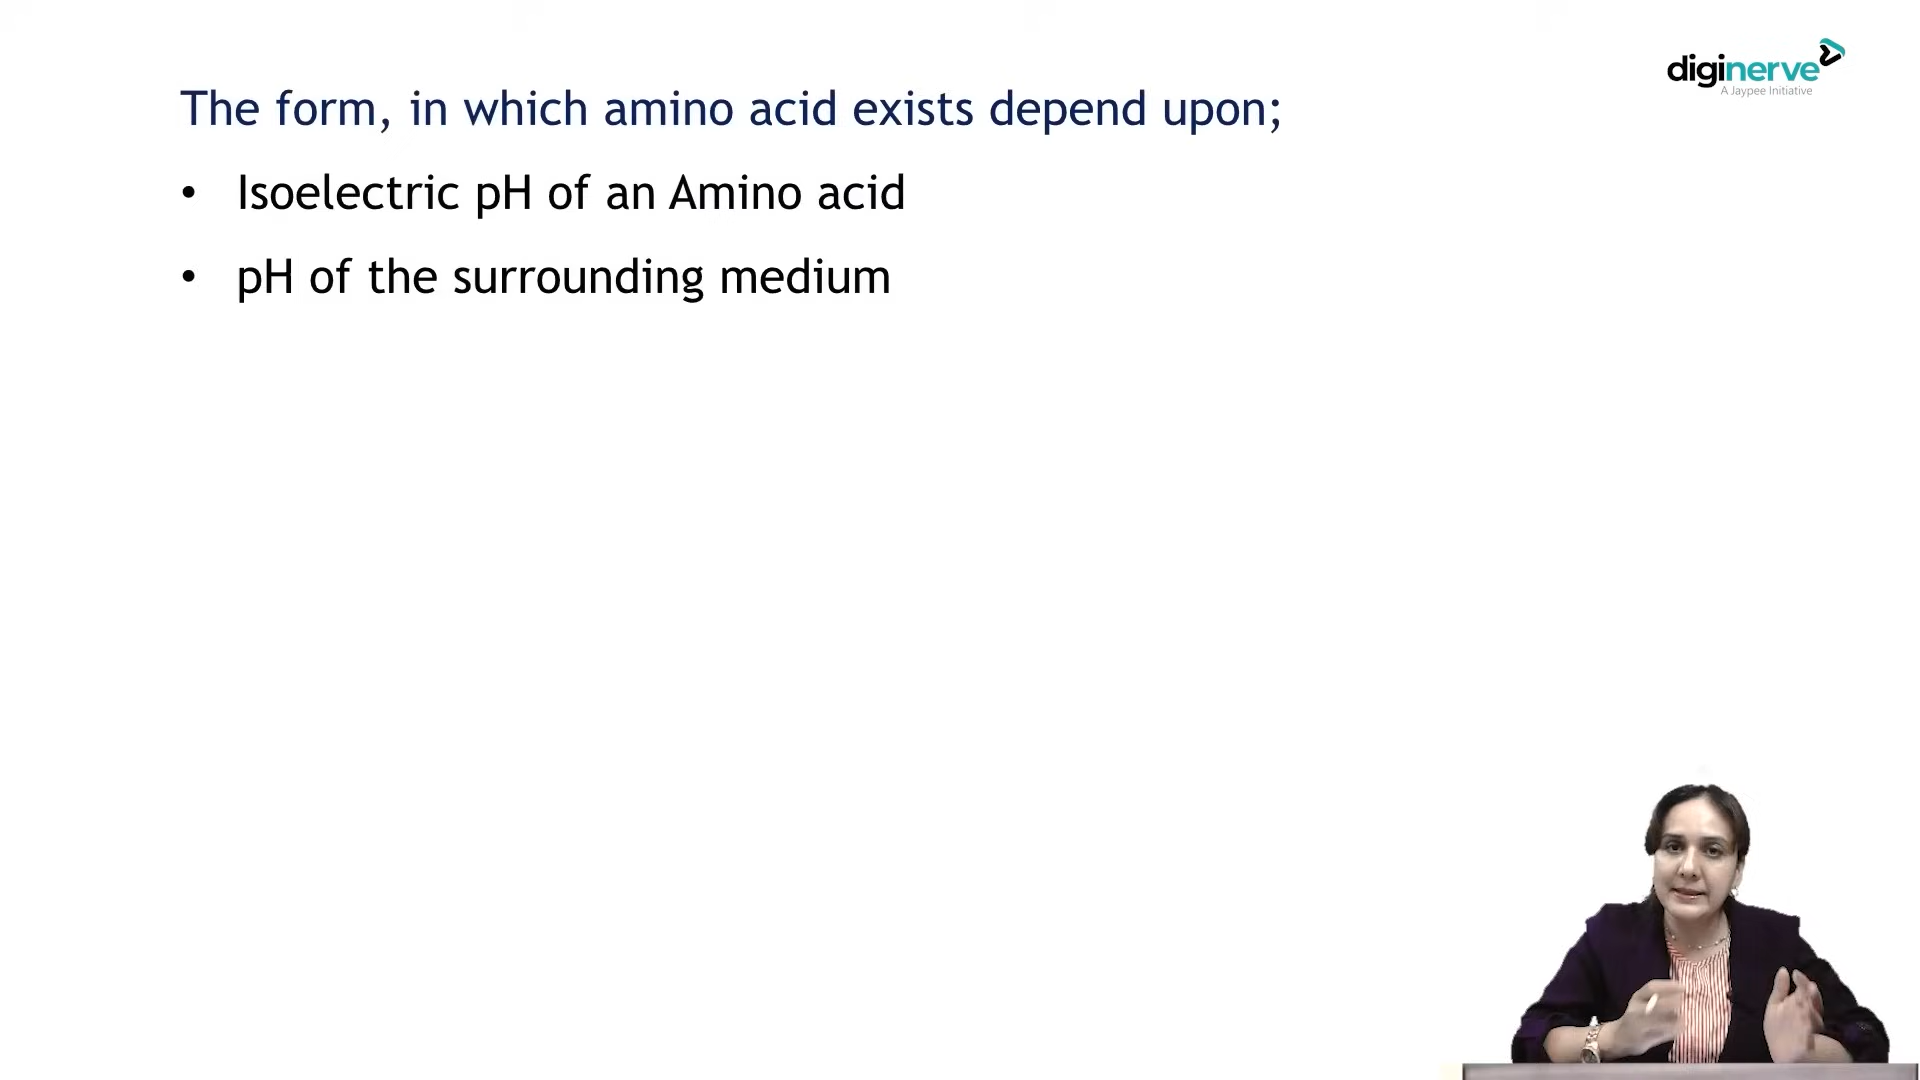 diginerve
A Jaypee Initiative
The form, in which amino acid exists depend upon;
• Isoelectric pH of an Amino acid
• pH of the surrounding medium